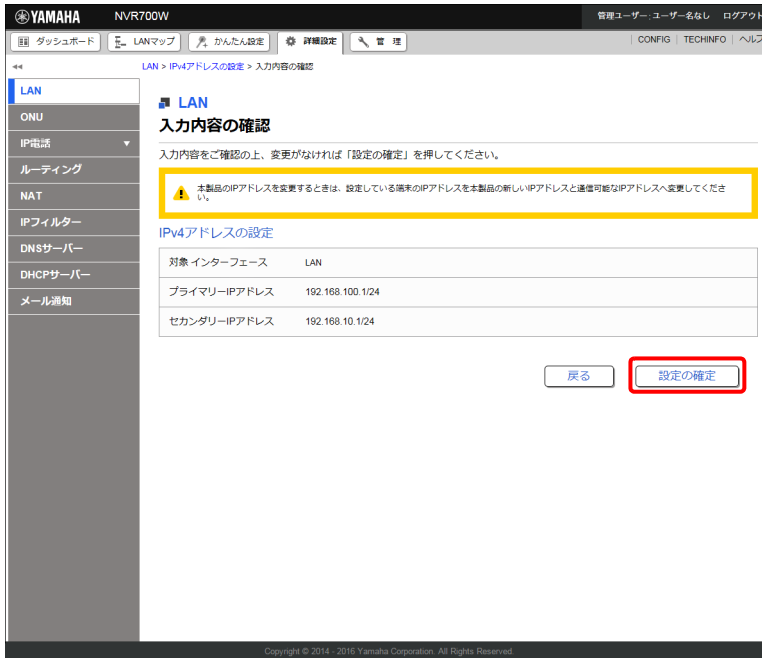 YAMAHA NVR700W 管理ユーザー:ユーザー名なし ログアウト
ダッシュボード LANマップ かんたん設定 詳細設定 管 理 CONFIG TECHINFO ヘルプ
LAN > IPv4アドレスの設定 > 入力内容の確認
LAN
ONU
IP電話
ルーティング
NAT
IPフィルター
DNSサーバー
DHCPサーバー
メール通知
LAN
入力内容の確認
入力内容をご確認の上、変更がなければ「設定の確定」を押してください。
本製品のIPアドレスを変更するときは、設定している端末のIPアドレスを本製品の新しいIPアドレスと通信可能なIPアドレスへ変更してくださ
い。
IPv4アドレスの設定
対象 インターフェース LAN
プライマリーIPアドレス 192.168.100.1/24
セカンダリーIPアドレス 192.168.10.1/24
戻る 設定の確定
Copyright © 2014 - 2016 Yamaha Corporation. All Rights Reserved.